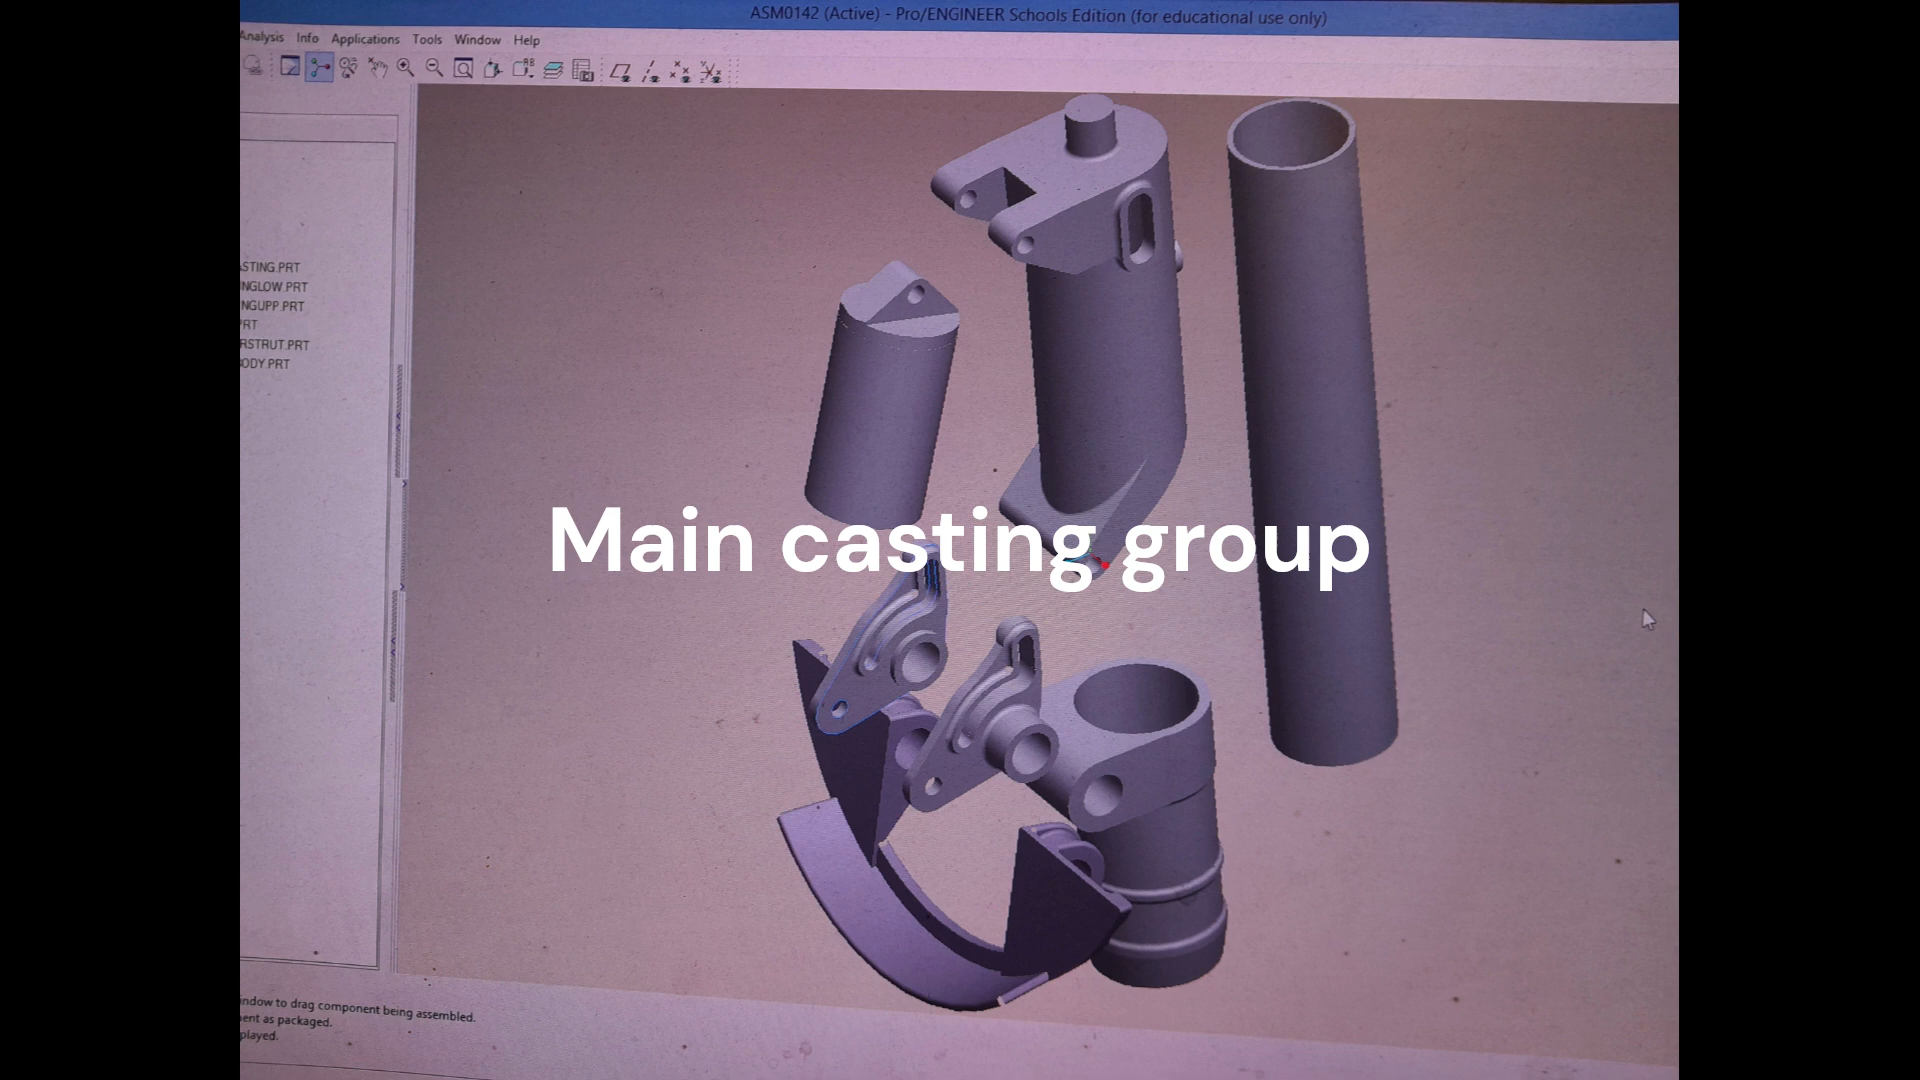 ASM0142 (Active) - Pro/ENGINEER Schools Edition (for educational use only)
Analysis Info Applications Tools Window Help
STING.PRT
NGLOW.PRT
NGUPP.PRT
PRT
RSTRUT.PRT
BODY.PRT
Main casting group
indow to drag component being assembled.
ent as packaged.
played.